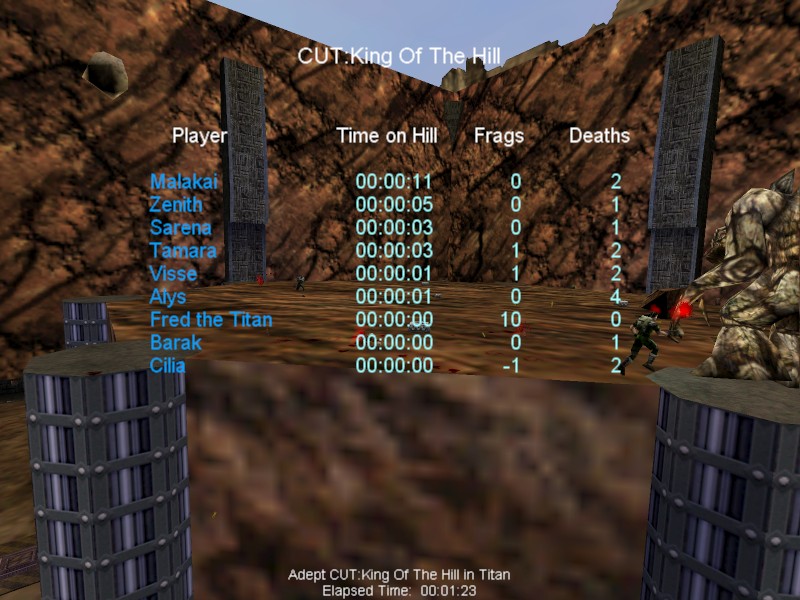 CUT:King Of The Hill
Player Time on Hill Frags Deaths
Malakai 00:00:11 0 2
Zenith 00:00:05 0 1
Sarena 00:00:03 0 1
Tamara 00:00:03 1 2
Visse 00:00:01 1 2
Alys 00:00:01 0 4
Fred the Titan 00:00:00 10 0
Barak 00:00:00 0 1
Cilia 00:00:00 -1 2
Adept CUT:King Of The Hill in Titan
Elapsed Time: 00:01:23